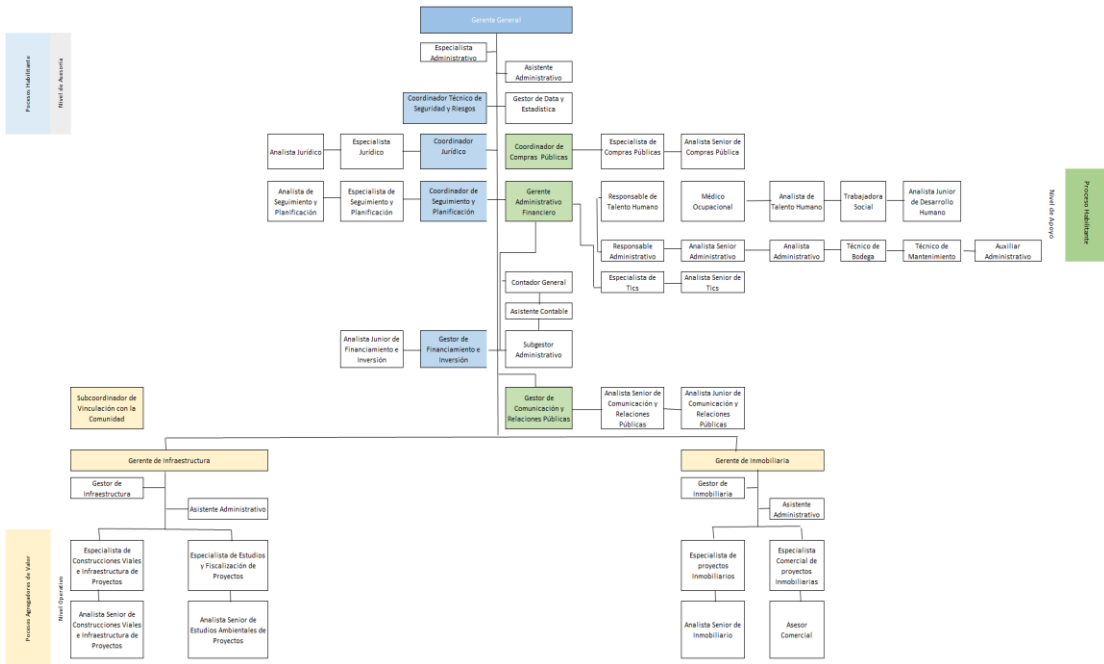 Gerente General
Especialista
Administrativo
Asistente
Administrativo
Pocesos Habilitante
Nivel de Asesoría
Coordinador Técnico de
Seguridad y Riesgos
Gestor de Data y
Estadística
Analista Jurídico
Especialista
Jurídico
Coordinador
Jurídico
Coordinador de
Compras Públicas
Especialista de
Compras Públicas
Analista Senior de
Compras Pública
Analista de
Seguimiento y
Planificación
Especialista de
Seguimiento y
Planificación
Coordinador de
Seguimiento y
Planificación
Gerente
Administrativo
Financiero
Responsable de
Talento Humano
Médico
Ocupacional
Analista de
Talento Humano
Trabajadora
Social
Analista Junior
de Desarrollo
Humano
Nivel de Apoyo
Proceso Habilitante
Responsable
Administrativo
Analista Senior
Administrativo
Analista
Administrativo
Técnico de
Bodega
Técnico de
Mantenimiento
Auxiliar
Administrativo
Especialista de
Tics
Analista Senior de
Tics
Contador General
Asistente Contable
Analista Junior de
Financiamiento e
Inversión
Gestor de
Financiamiento e
Inversión
Subgestor
Administrativo
Subcoordinador de
Vinculación con la
Comunidad
Gestor de
Comunicación y
Relaciones Públicas
Analista Senior de
Comunicación y
Relaciones
Públicas
Analista Junior de
Comunicación y
Relaciones
Públicas
Gerente de Infraestructura
Gerente de Inmobiliaria
Gestor de
Infraestructura
Asistente Administrativo
Gestor de
Inmobiliaria
Asistente
Administrativo
Pocesos Agregadores de Valor
Nivel Operativo
Especialista de
Construcciones Viales
e Infraestructura de
Proyectos
Especialista de Estudios
y Fiscalización de
Proyectos
Especialista de
proyectos
Inmobiliarios
Especialista
Comercial de
proyectos
Inmobiliarias
Analista Senior de
Construcciones Viales
e Infraestructura de
Proyectos
Analista Senior de
Estudios Ambientales de
Proyectos
Analista Senior de
Inmobiliario
Asesor
Comercial